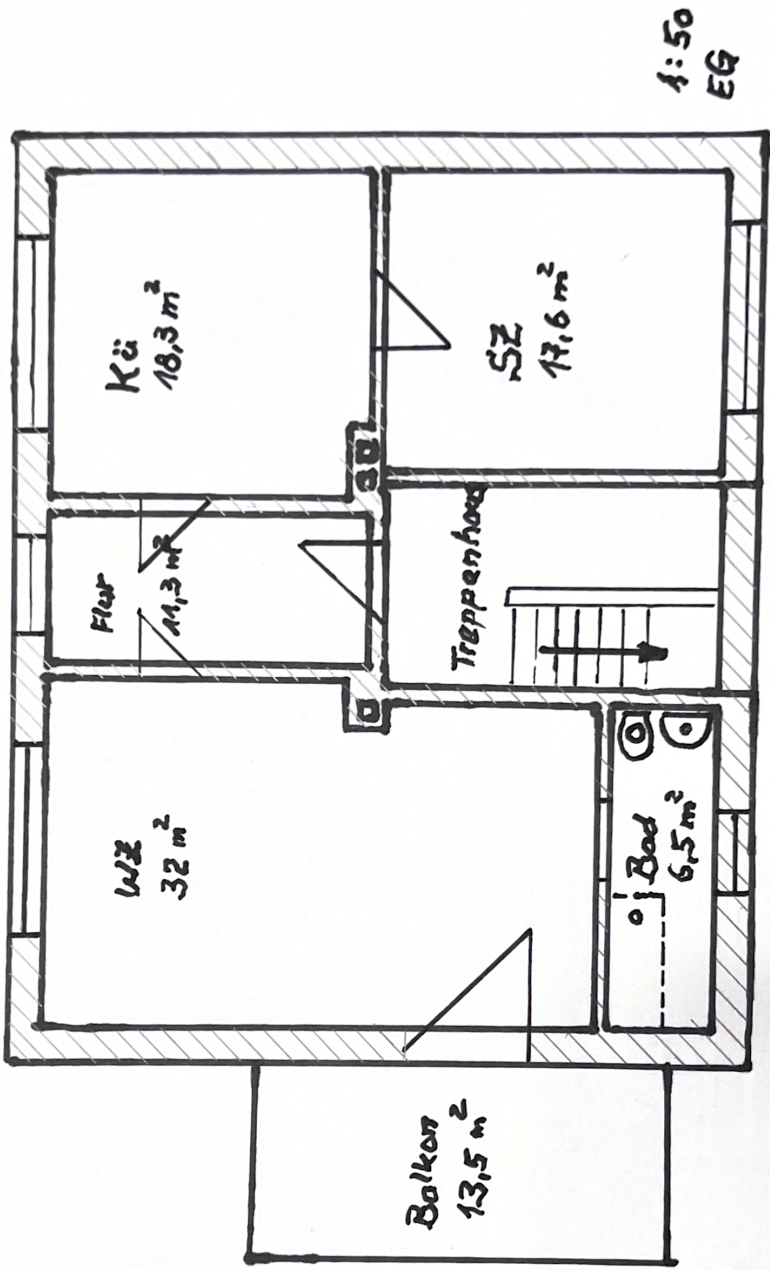 1:50
EG
Kü
18,3 m²
SZ
17,6 m²
Flur
11,3 m²
Treppenhaus
WZ
32 m²
Bad
6,5 m²
Balkon
13,5 m²